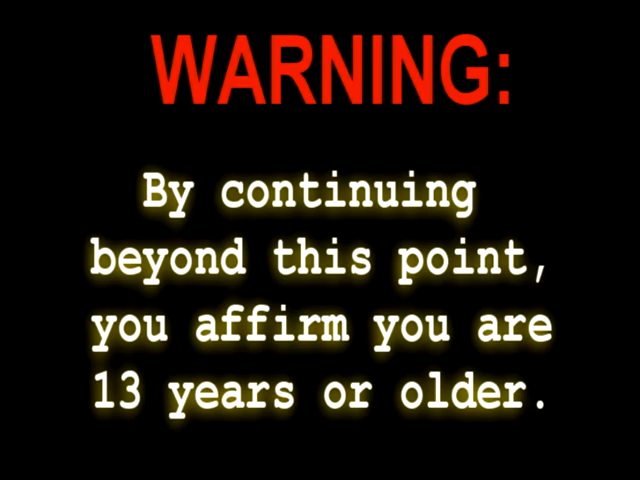 WARNING:
By continuing
beyond this point,
you affirm you are
13 years or older.